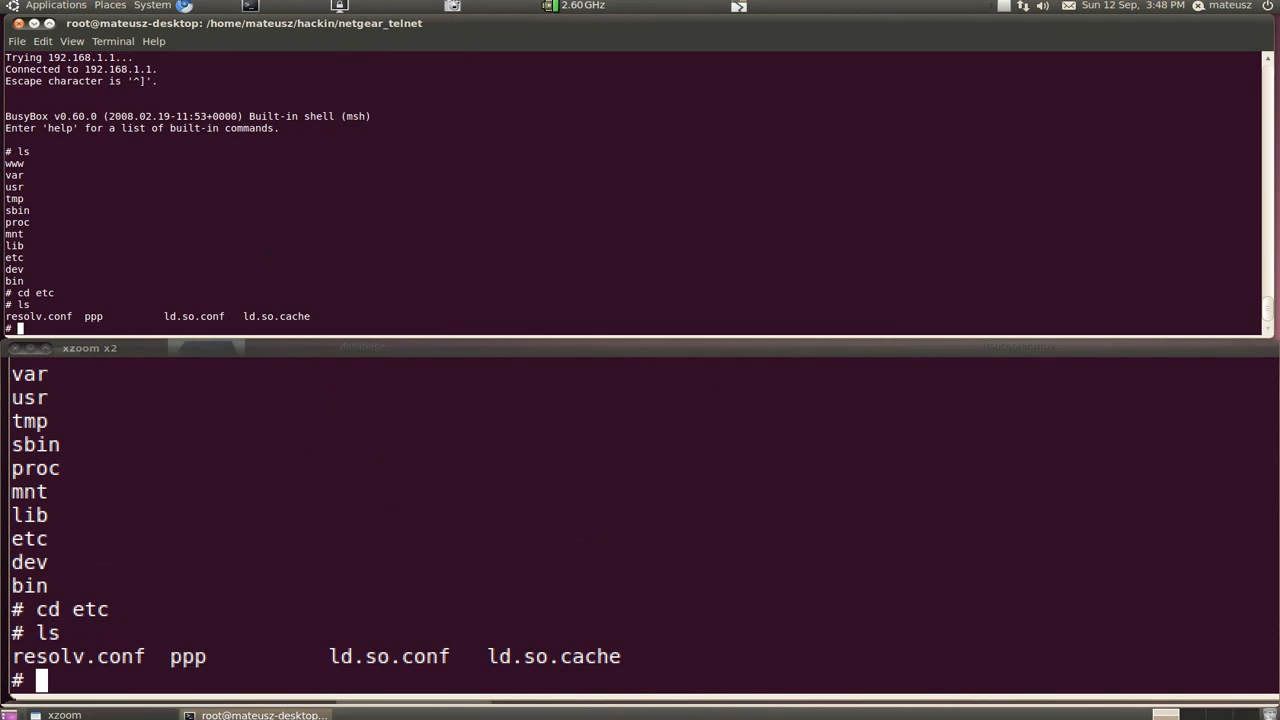 Applications Places System 2.60GHz Sun 12 Sep, 3:48 PM mateusz
root@mateusz-desktop: /home/mateusz/hackin/netgear_telnet
File Edit View Terminal Help
Trying 192.168.1.1...
Connected to 192.168.1.1.
Escape character is '^]'.
BusyBox v0.60.0 (2008.02.19-11:53+0000) Built-in shell (msh)
Enter 'help' for a list of built-in commands.
# ls
www
var
usr
tmp
sbin
proc
mnt
lib
etc
dev
bin
# cd etc
# ls
resolv.conf ppp ld.so.conf ld.so.cache
#
xzoom x2
var
usr
tmp
sbin
proc
mnt
lib
etc
dev
bin
# cd etc
# ls
resolv.conf ppp ld.so.conf ld.so.cache
#
xzoom root@mateusz-desktop...